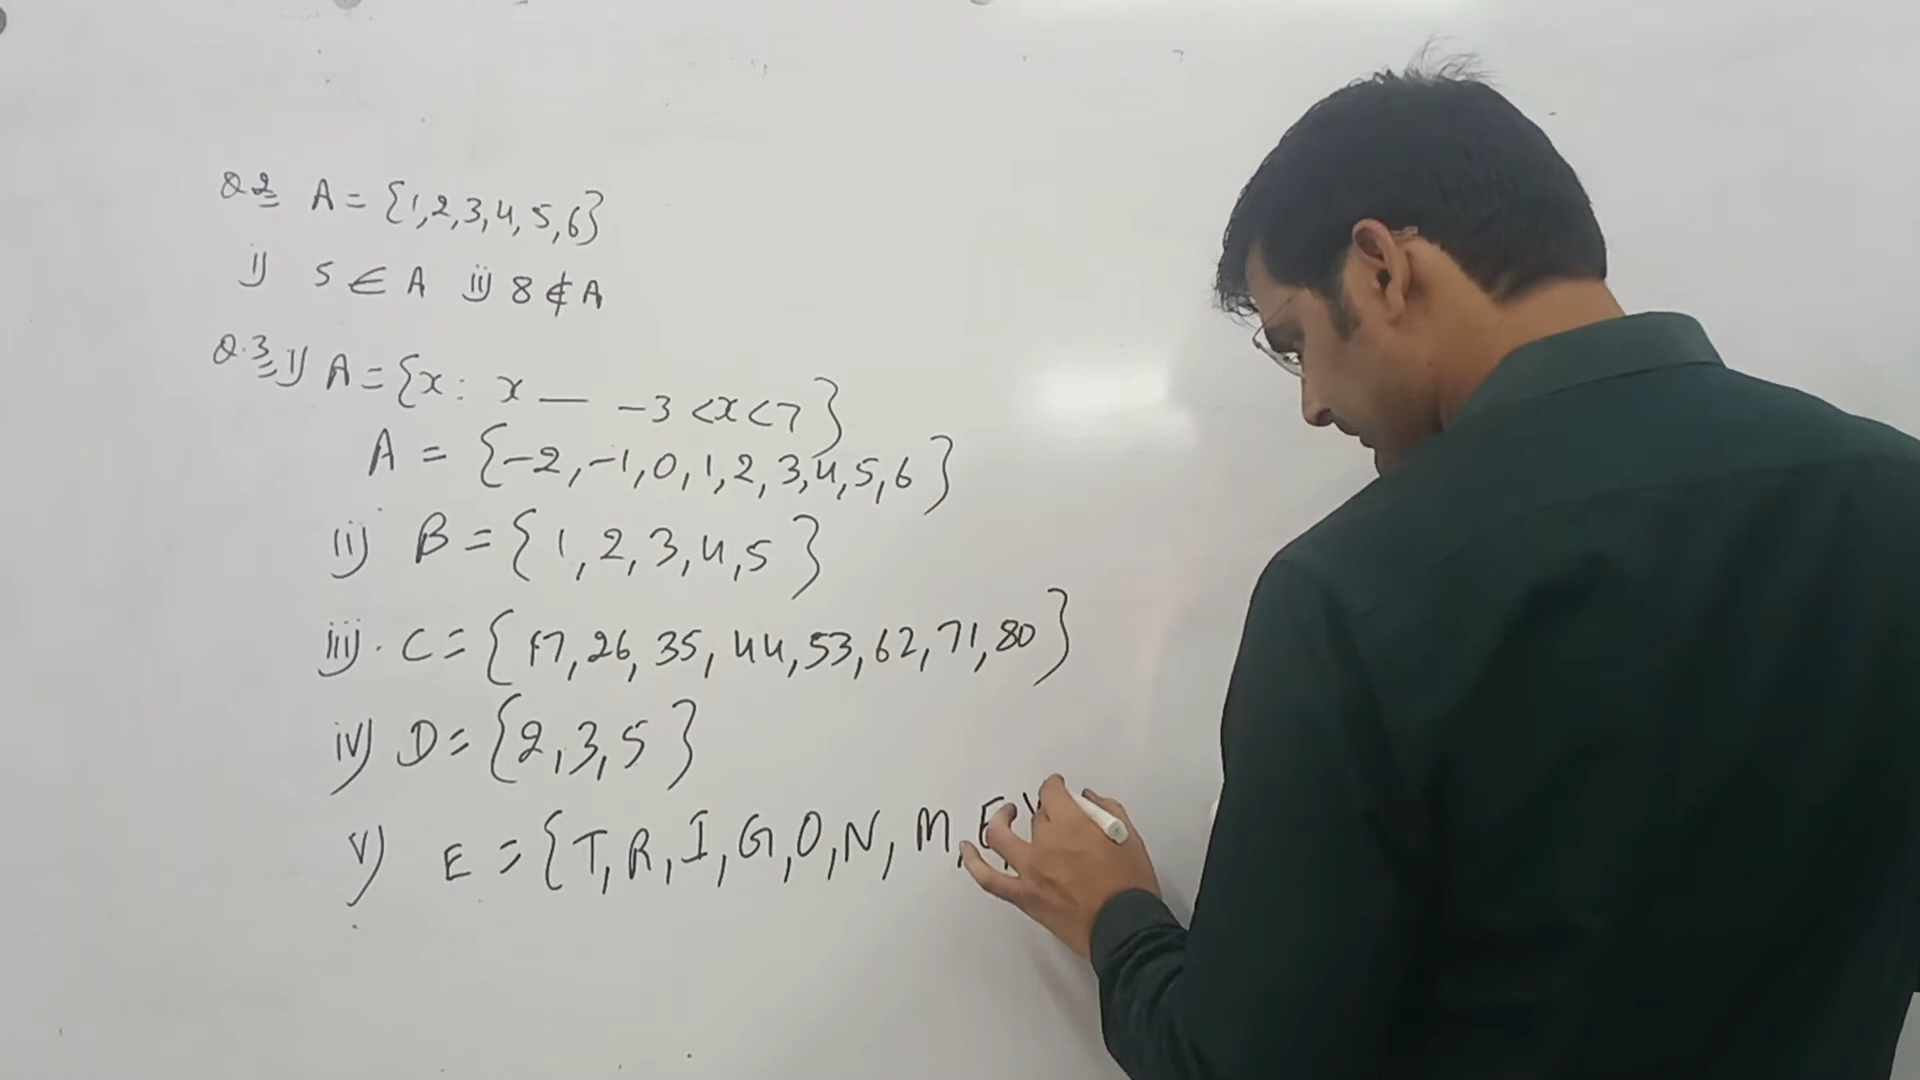 Q.2 A = {1,2,3,4,5,6}
i) 5 ∈ A ii) 8 ∉ A
Q.3 i) A = {x : x — -3 < x < 7}
A = {-2,-1,0,1,2,3,4,5,6}
ii) B = {1,2,3,4,5}
iii). C = {17,26,35,44,53,62,71,80}
iv) D = {2,3,5}
v) E = {T,R,I,G,O,N,M,E,